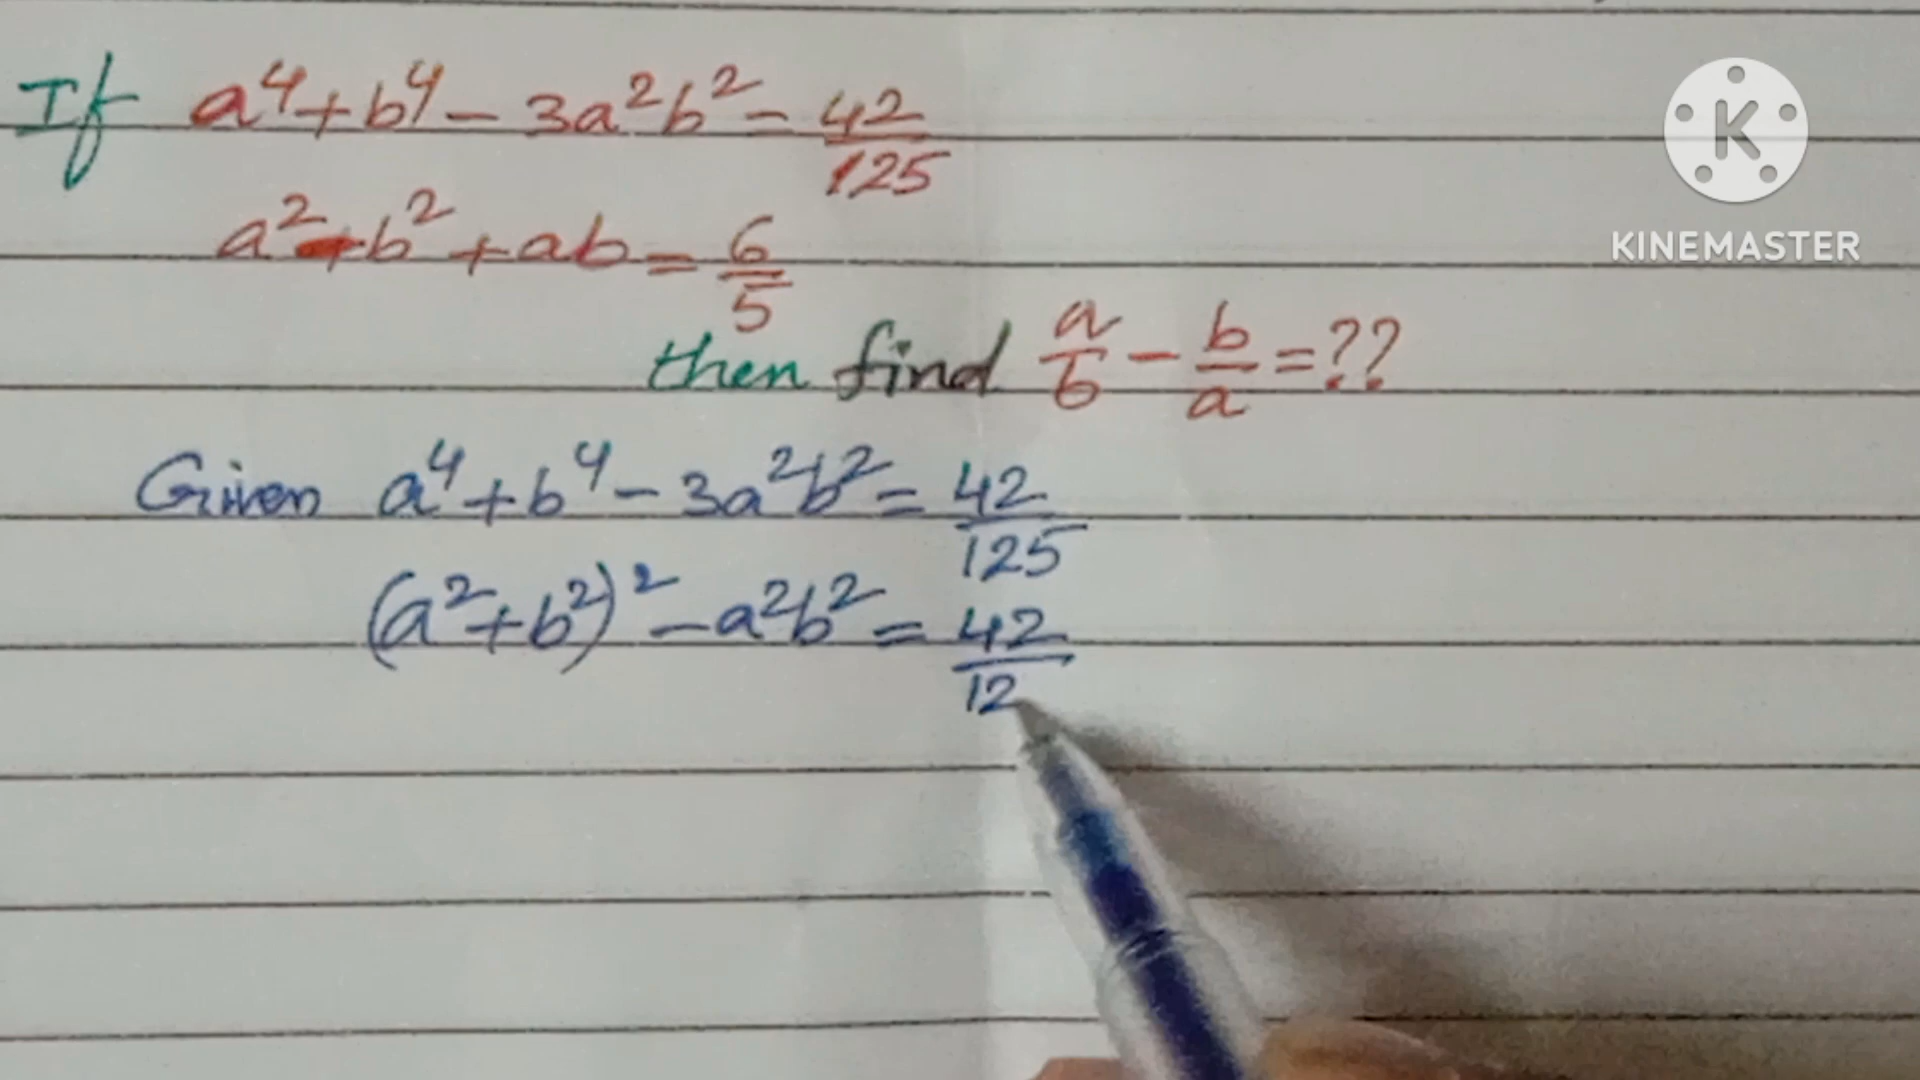 If a⁴+b⁴-3a²b²=42/125
a²+b²+ab=6/5
then find a/b-b/a=??
Given a⁴+b⁴-3a²b²=42/125
(a²+b²)²-a²b²=42/12
K
KINEMASTER